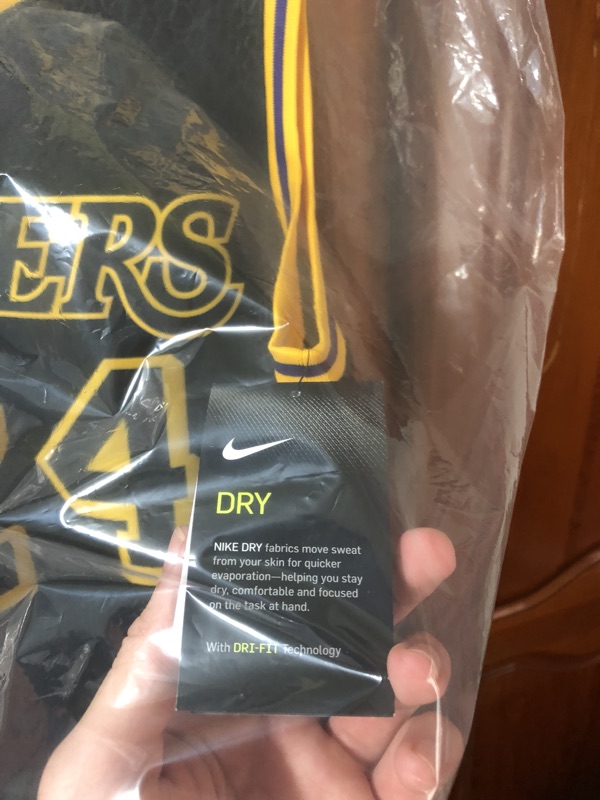 ERS
24
DRY
NIKE DRY fabrics move sweat
from your skin for quicker
evaporation—helping you stay
dry, comfortable and focused
on the task at hand.
With DRI-FIT Technology